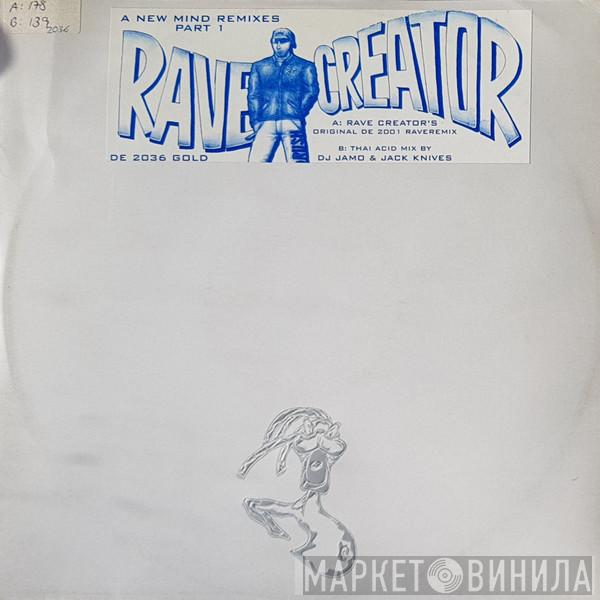 A: 178
B: 139
2036
A NEW MIND REMIXES
PART 1
RAVE CREATOR
A: RAVE CREATOR'S
ORIGINAL DE 2001 RAVEREMIX
DE 2036 GOLD
B: THAI ACID MIX BY
DJ JAMO & JACK KNIVES
МАРКЕТ ВИНИЛА